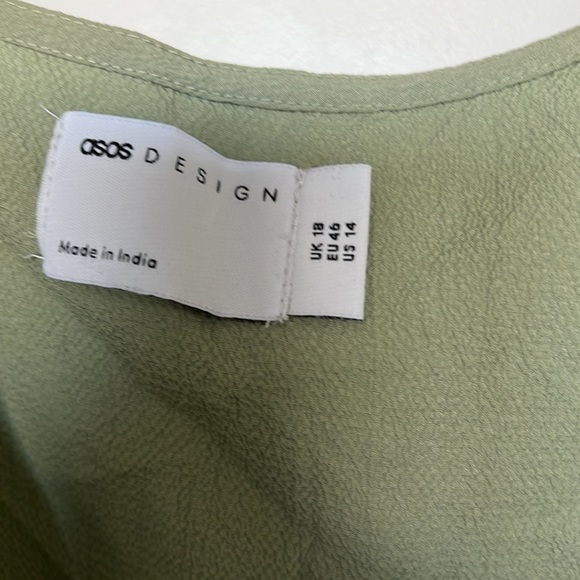 asos DESIGN
Made in India
UK 18
EU 46
US 14